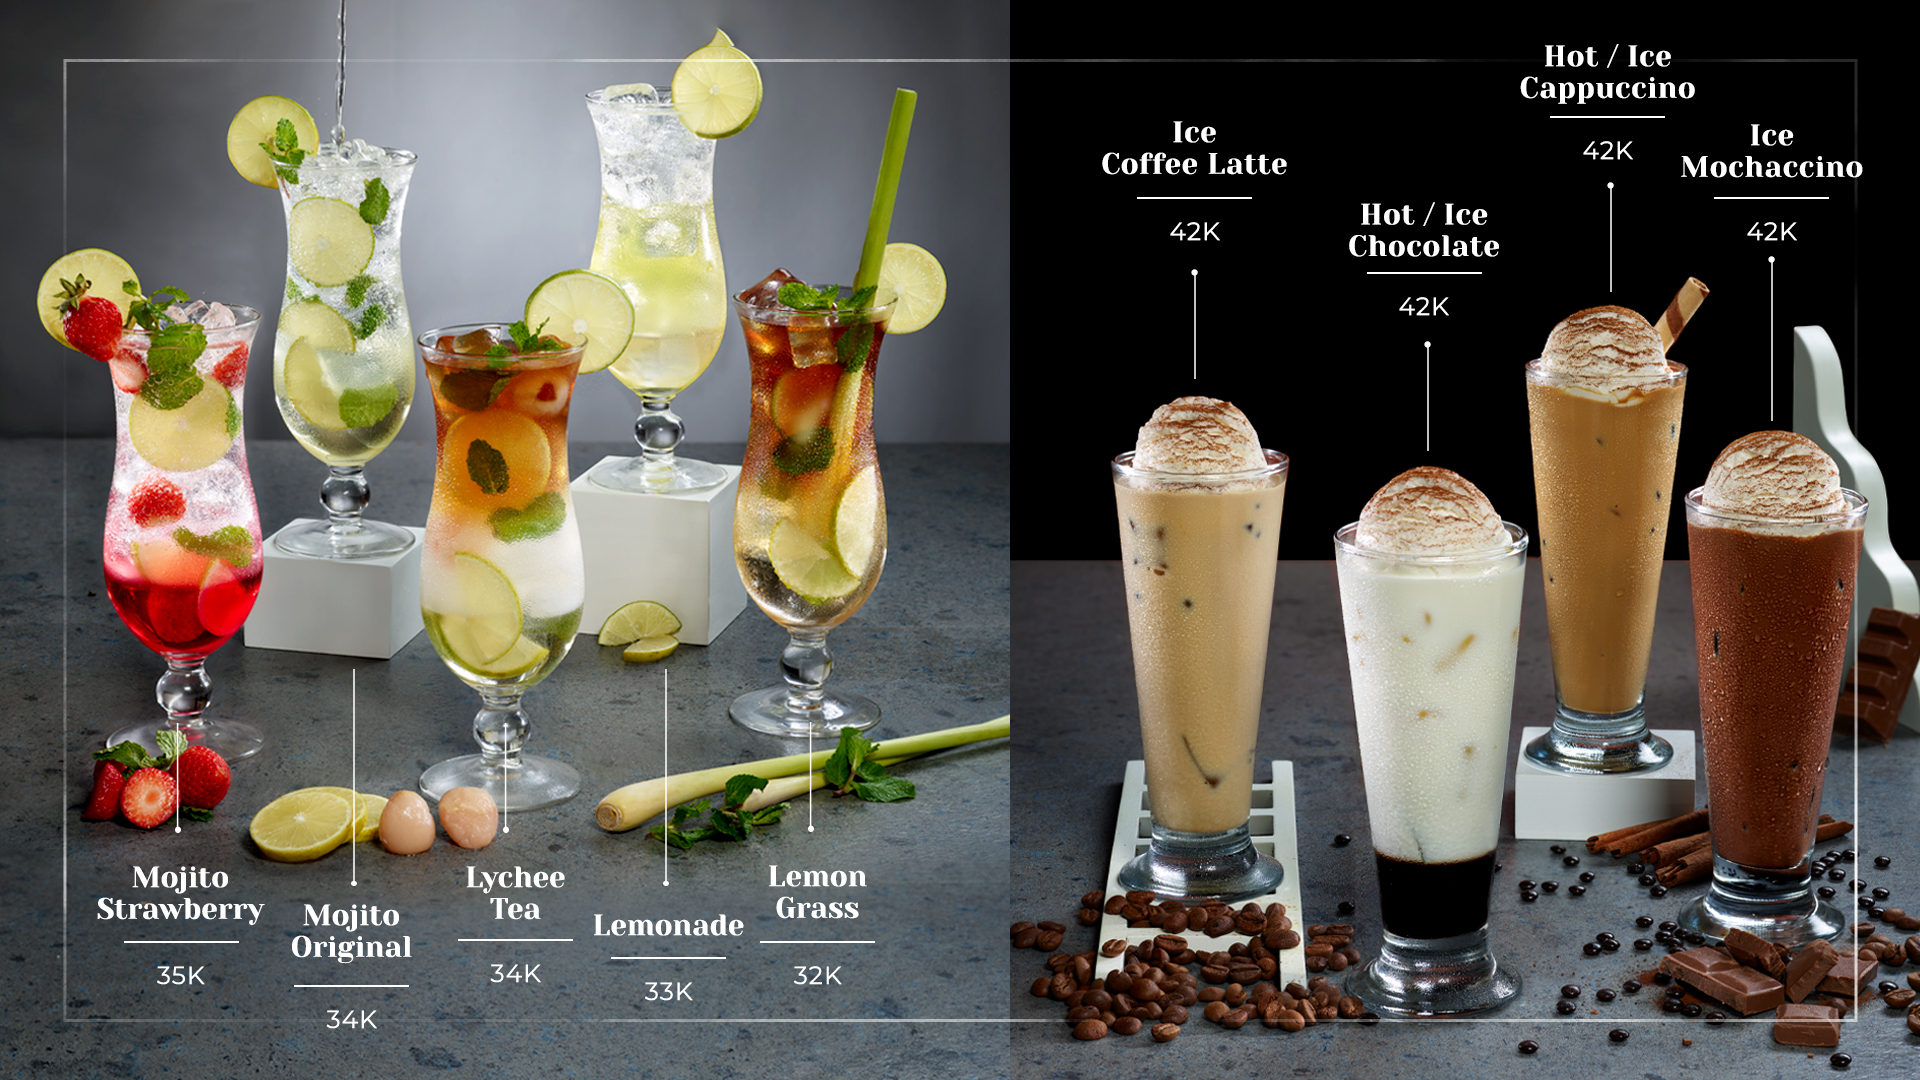 Mojito
Strawberry
35K
Mojito
Original
34K
Lychee
Tea
34K
Lemonade
33K
Lemon
Grass
32K
Ice
Coffee Latte
42K
Hot / Ice
Chocolate
42K
Hot / Ice
Cappuccino
42K
Ice
Mochaccino
42K